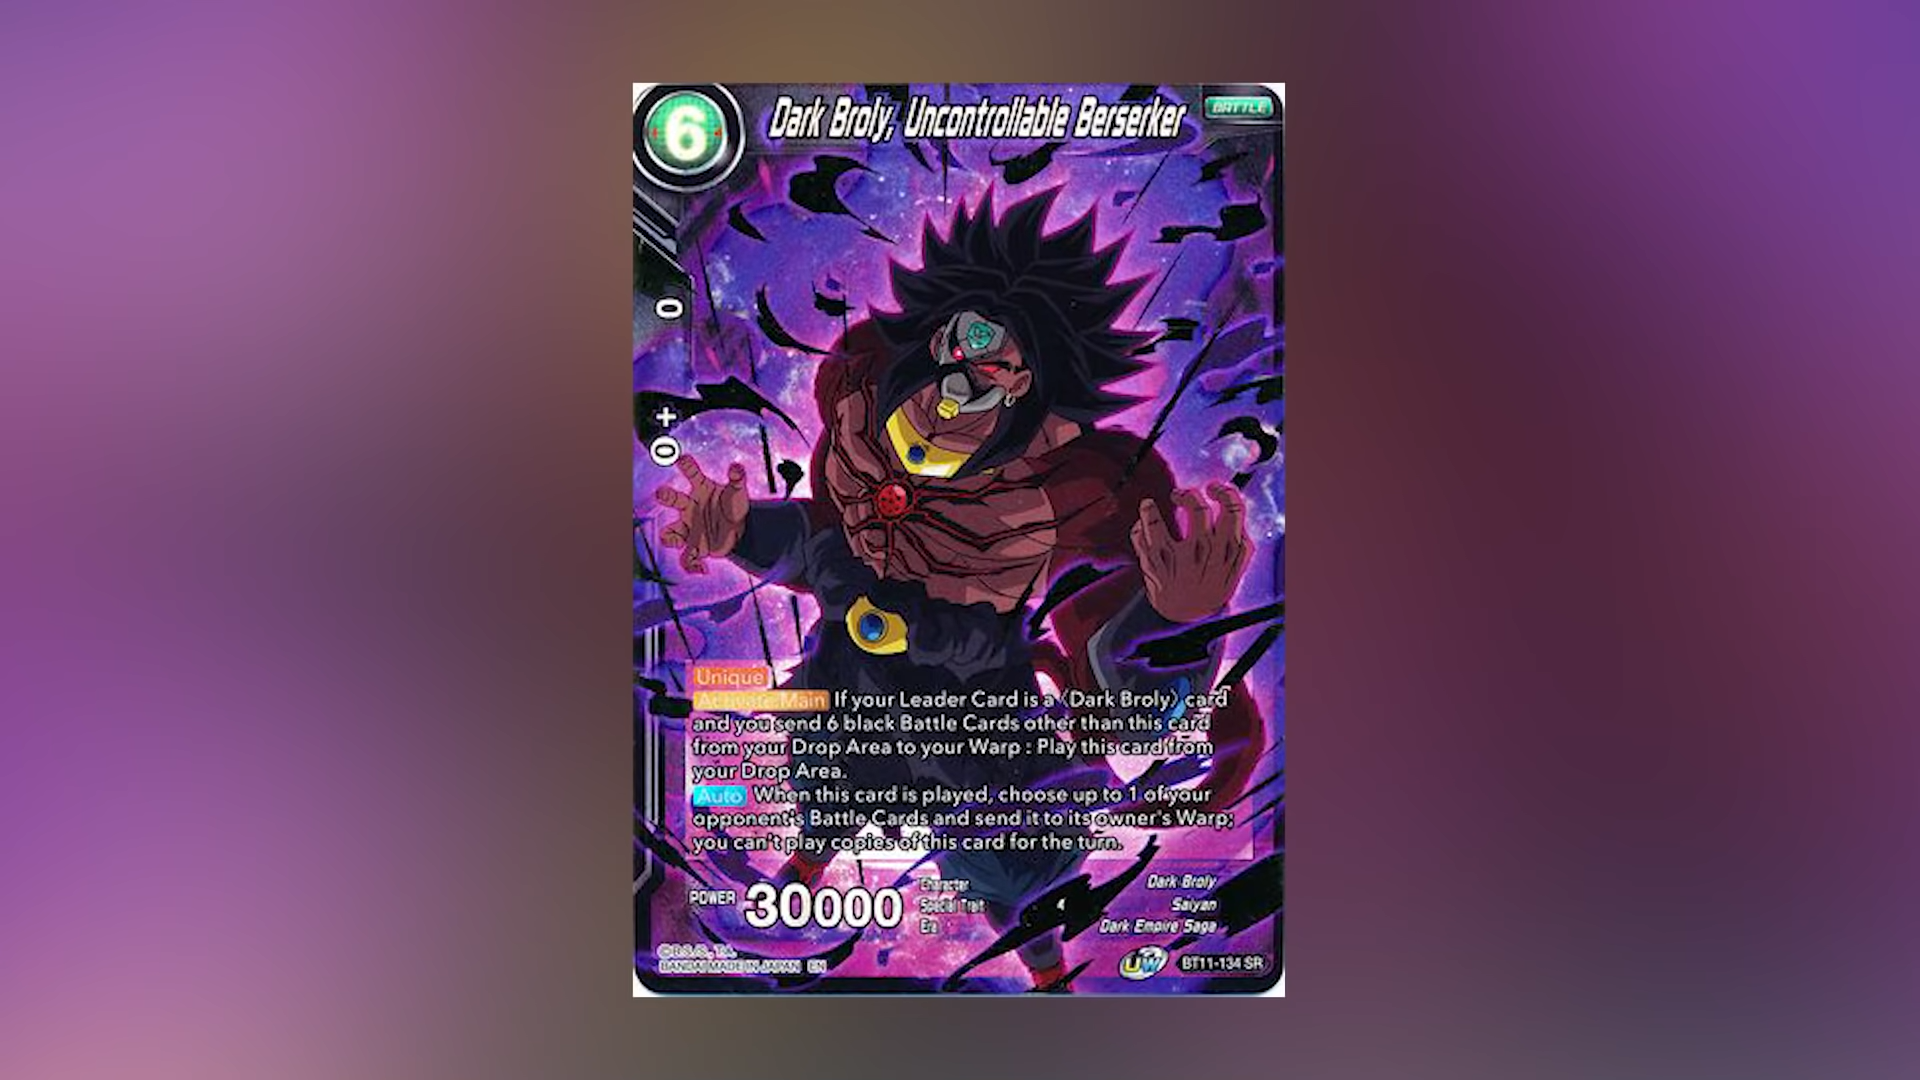 6
Dark Broly, Uncontrollable Berserker
BATTLE
0
0+
Unique
Activate:Main If your Leader Card is a 〈Dark Broly〉 card
and you send 6 black Battle Cards other than this card
from your Drop Area to your Warp : Play this card from
your Drop Area.
Auto When this card is played, choose up to 1 of your
opponent's Battle Cards and send it to its owner's Warp;
you can't play copies of this card for the turn.
POWER 30000
Character Dark Broly
Special Trait Saiyan
Era Dark Empire Saga
©B.S./S., T.A.
BANDAI MADE IN JAPAN EN
UW BT11-134 SR